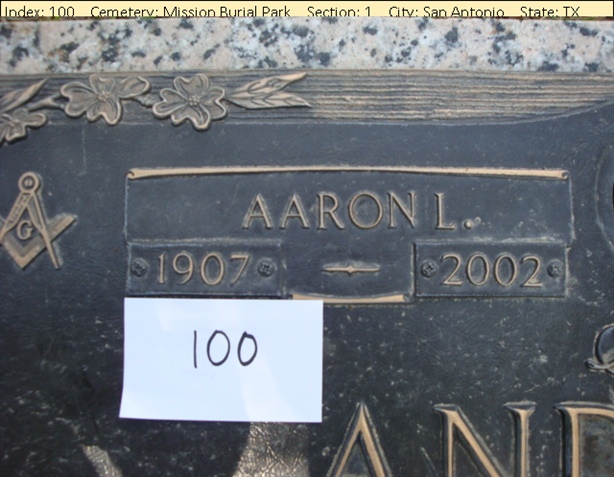 Index: 100 Cemetery: Mission Burial Park Section: 1 City: San Antonio State: TX
AARON L.
G
1907 2002
100